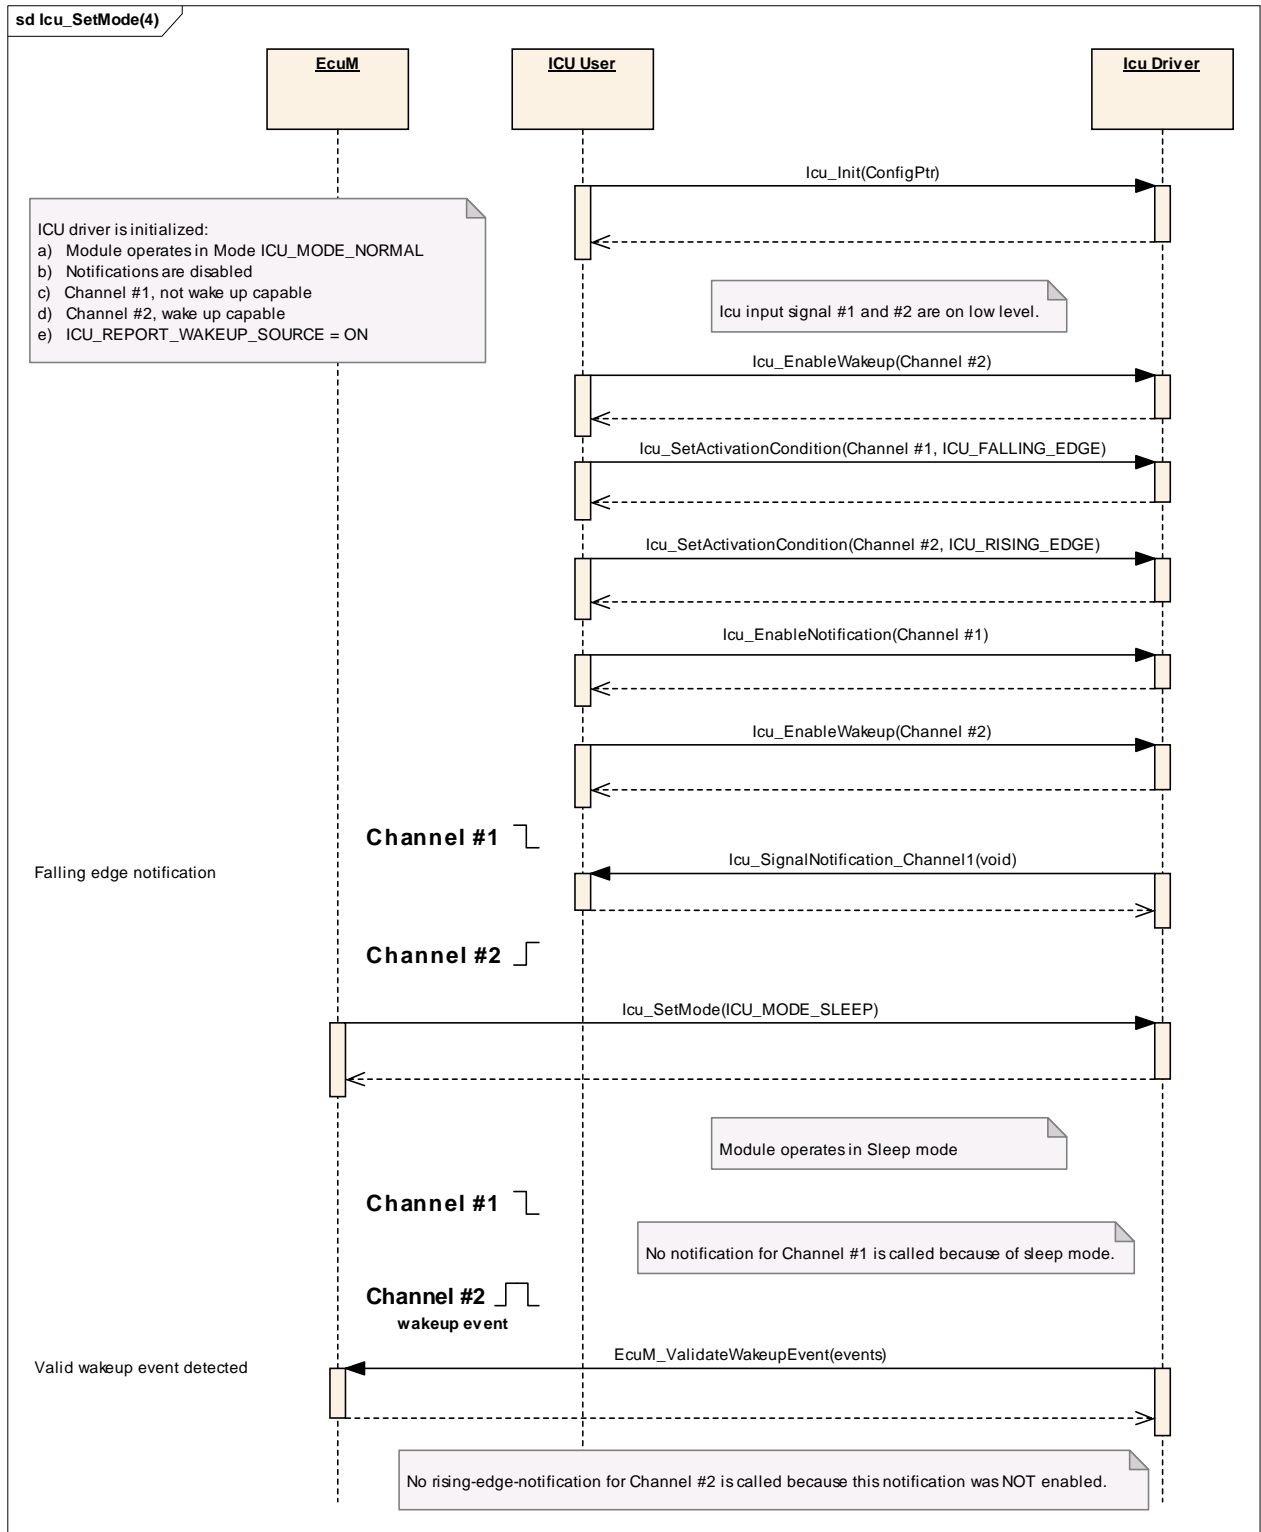 sd Icu_SetMode(4)
EcuM
ICU User
Icu Driver
Icu_Init(ConfigPtr)
ICU driver is initialized:
a) Module operates in Mode ICU_MODE_NORMAL
b) Notifications are disabled
c) Channel #1, not wake up capable
d) Channel #2, wake up capable
e) ICU_REPORT_WAKEUP_SOURCE = ON
Icu input signal #1 and #2 are on low level.
Icu_EnableWakeup(Channel #2)
Icu_SetActivationCondition(Channel #1, ICU_FALLING_EDGE)
Icu_SetActivationCondition(Channel #2, ICU_RISING_EDGE)
Icu_EnableNotification(Channel #1)
Icu_EnableWakeup(Channel #2)
Channel #1
Icu_SignalNotification_Channel1(void)
Falling edge notification
Channel #2
Icu_SetMode(ICU_MODE_SLEEP)
Module operates in Sleep mode
Channel #1
No notification for Channel #1 is called because of sleep mode.
Channel #2
wakeup event
EcuM_ValidateWakeupEvent(events)
Valid wakeup event detected
No rising-edge-notification for Channel #2 is called because this notification was NOT enabled.